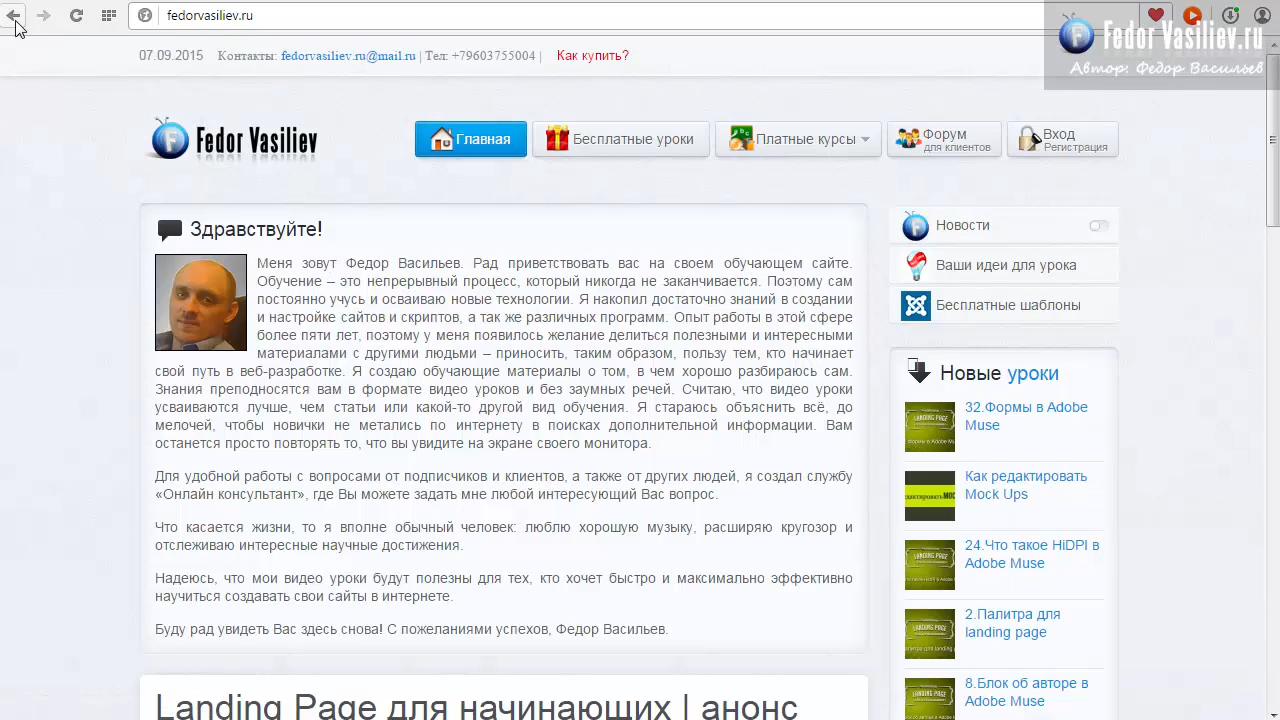 fedorvasiliev.ru
Fedor Vasiliev.ru
Автор: Федор Васильев
07.09.2015 Контакты: fedorvasiliev.ru@mail.ru | Тел: +79603755004 | Как купить?
Fedor Vasiliev
Главная
Бесплатные уроки
Платные курсы
Форум
для клиентов
Вход
Регистрация
Здравствуйте!
Меня зовут Федор Васильев. Рад приветствовать вас на своем обучающем сайте.
Обучение – это непрерывный процесс, который никогда не заканчивается. Поэтому сам
постоянно учусь и осваиваю новые технологии. Я накопил достаточно знаний в создании
и настройке сайтов и скриптов, а так же различных программ. Опыт работы в этой сфере
более пяти лет, поэтому у меня появилось желание делиться полезными и интересными
материалами с другими людьми – приносить, таким образом, пользу тем, кто начинает
свой путь в веб-разработке. Я создаю обучающие материалы о том, в чем хорошо разбираюсь сам.
Знания преподносятся вам в формате видео уроков и без заумных речей. Считаю, что видео уроки
усваиваются лучше, чем статьи или какой-то другой вид обучения. Я стараюсь объяснить всё, до
мелочей, чтобы новички не метались по интернету в поисках дополнительной информации. Вам
останется просто повторять то, что вы увидите на экране своего монитора.
Для удобной работы с вопросами от подписчиков и клиентов, а также от других людей, я создал службу
«Онлайн консультант», где Вы можете задать мне любой интересующий Вас вопрос.
Что касается жизни, то я вполне обычный человек: люблю хорошую музыку, расширяю кругозор и
отслеживаю интересные научные достижения.
Надеюсь, что мои видео уроки будут полезны для тех, кто хочет быстро и максимально эффективно
научиться создавать свои сайты в интернете.
Буду рад видеть Вас здесь снова! С пожеланиями успехов, Федор Васильев.
Landing Page для начинающих | анонс
Новости
Ваши идеи для урока
Бесплатные шаблоны
Новые уроки
32.Формы в Adobe
Muse
Как редактировать
Mock Ups
24.Что такое HiDPI в
Adobe Muse
2.Палитра для
landing page
8.Блок об авторе в
Adobe Muse